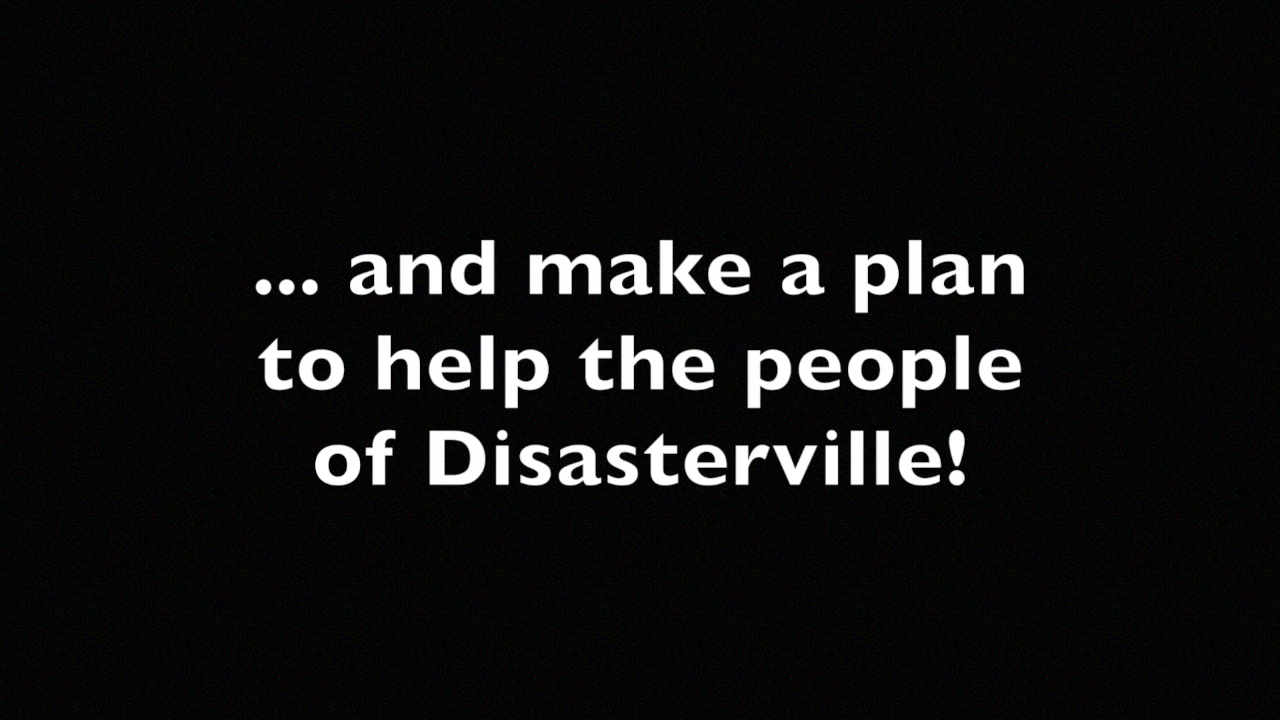 ... and make a plan
to help the people
of Disasterville!